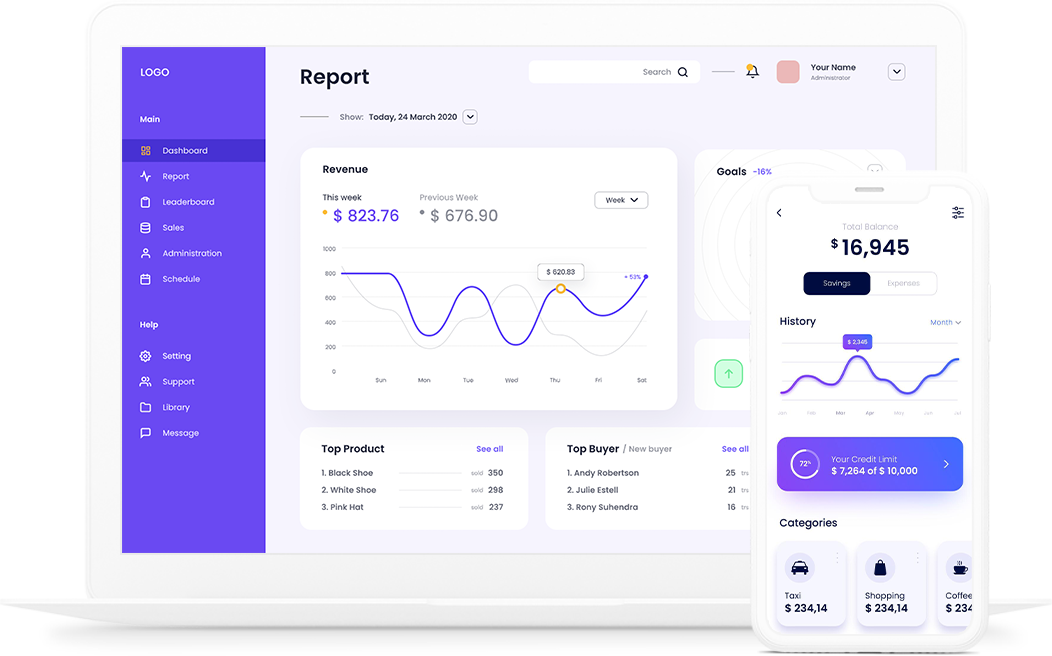 LOGO
Main
Dashboard
Report
Leaderboard
Sales
Administration
Schedule
Help
Setting
Support
Library
Message
Report
Search
Your Name
Administrator
Show: Today, 24 March 2020
Revenue
This week
$ 823.76
Previous Week
$ 676.90
Week
1000
800
600
400
200
0
$ 620.83
+ 53%
Sun Mon Tue Wed Thu Fri Sat
Goals -16%
Top Product See all
1. Black Shoe sold 350
2. White Shoe sold 298
3. Pink Hat sold 237
Top Buyer / New buyer See all
1. Andy Robertson 25 trs
2. Julie Estell 21 trs
3. Rony Suhendra 16 trs
Total Balance
$ 16,945
Savings Expenses
History Month
$ 2,345
Jan Feb Mar Apr May Jun Jul
72%
Your Credit Limit
$ 7,264 of $ 10,000
Categories
Taxi
$ 234,14
Shopping
$ 234,14
Coffee
$ 234